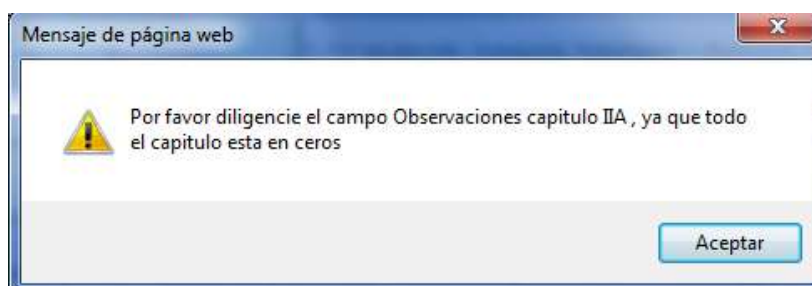 Mensaje de página web
Por favor diligencie el campo Observaciones capitulo IIA , ya que todo
el capitulo esta en ceros
Aceptar